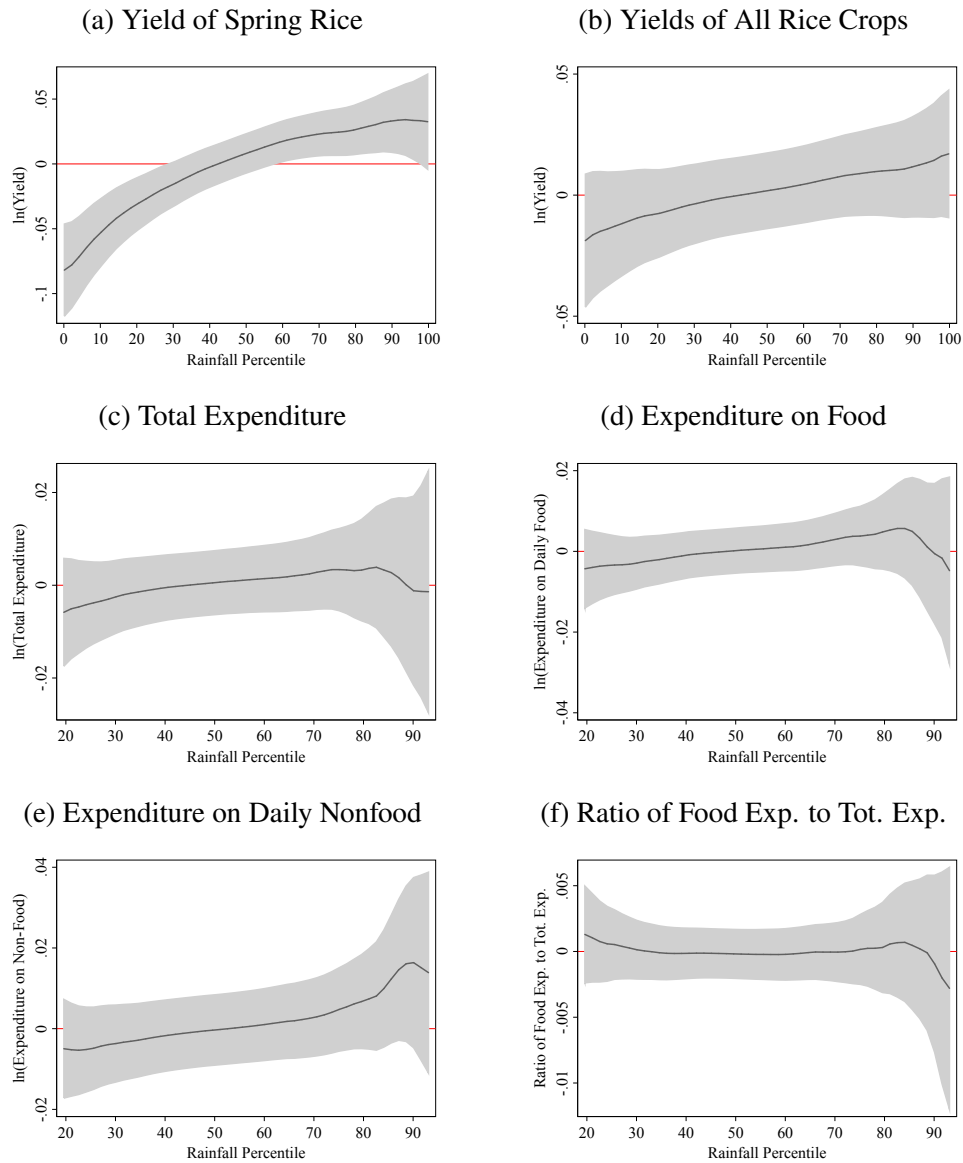 (a) Yield of Spring Rice
(b) Yields of All Rice Crops
ln(Yield)
.05
0
-.05
-.1
0 10 20 30 40 50 60 70 80 90 100
Rainfall Percentile
ln(Yield)
.05
0
-.05
0 10 20 30 40 50 60 70 80 90 100
Rainfall Percentile
(c) Total Expenditure
(d) Expenditure on Food
ln(Total Expenditure)
.02
0
-.02
20 30 40 50 60 70 80 90
Rainfall Percentile
ln(Expenditure on Daily Food)
.02
0
-.02
-.04
20 30 40 50 60 70 80 90
Rainfall Percentile
(e) Expenditure on Daily Nonfood
(f) Ratio of Food Exp. to Tot. Exp.
ln(Expenditure on Non-Food)
.04
.02
0
-.02
20 30 40 50 60 70 80 90
Rainfall Percentile
Ratio of Food Exp. to Tot. Exp.
.005
0
-.005
-.01
20 30 40 50 60 70 80 90
Rainfall Percentile